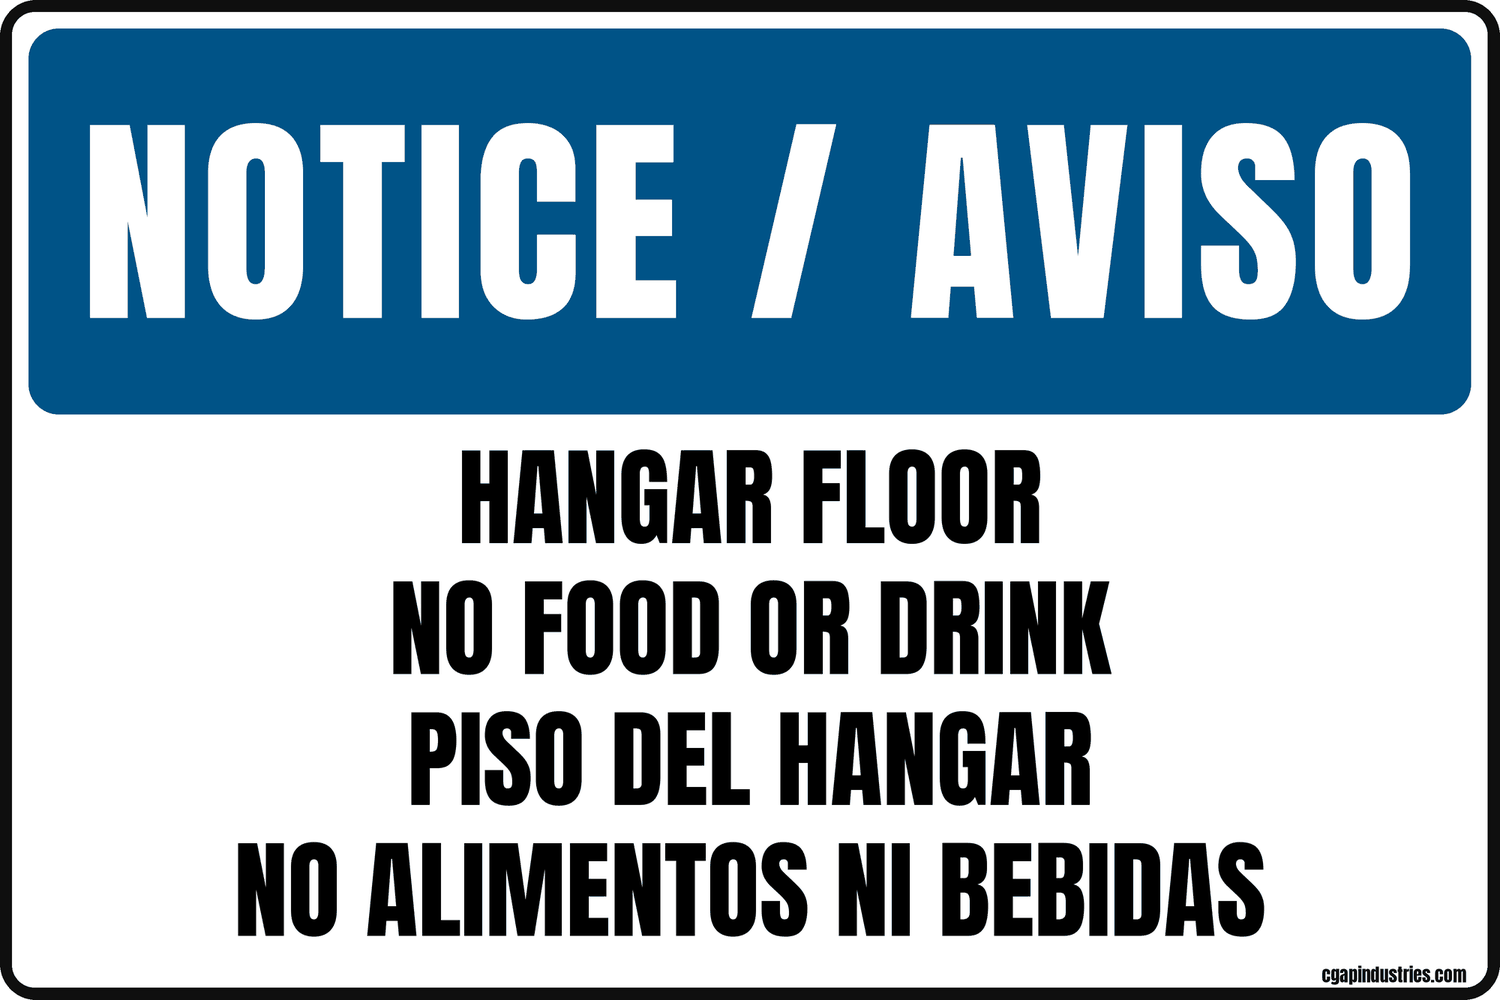 NOTICE / AVISO
HANGAR FLOOR
NO FOOD OR DRINK
PISO DEL HANGAR
NO ALIMENTOS NI BEBIDAS
cgapindustries.com